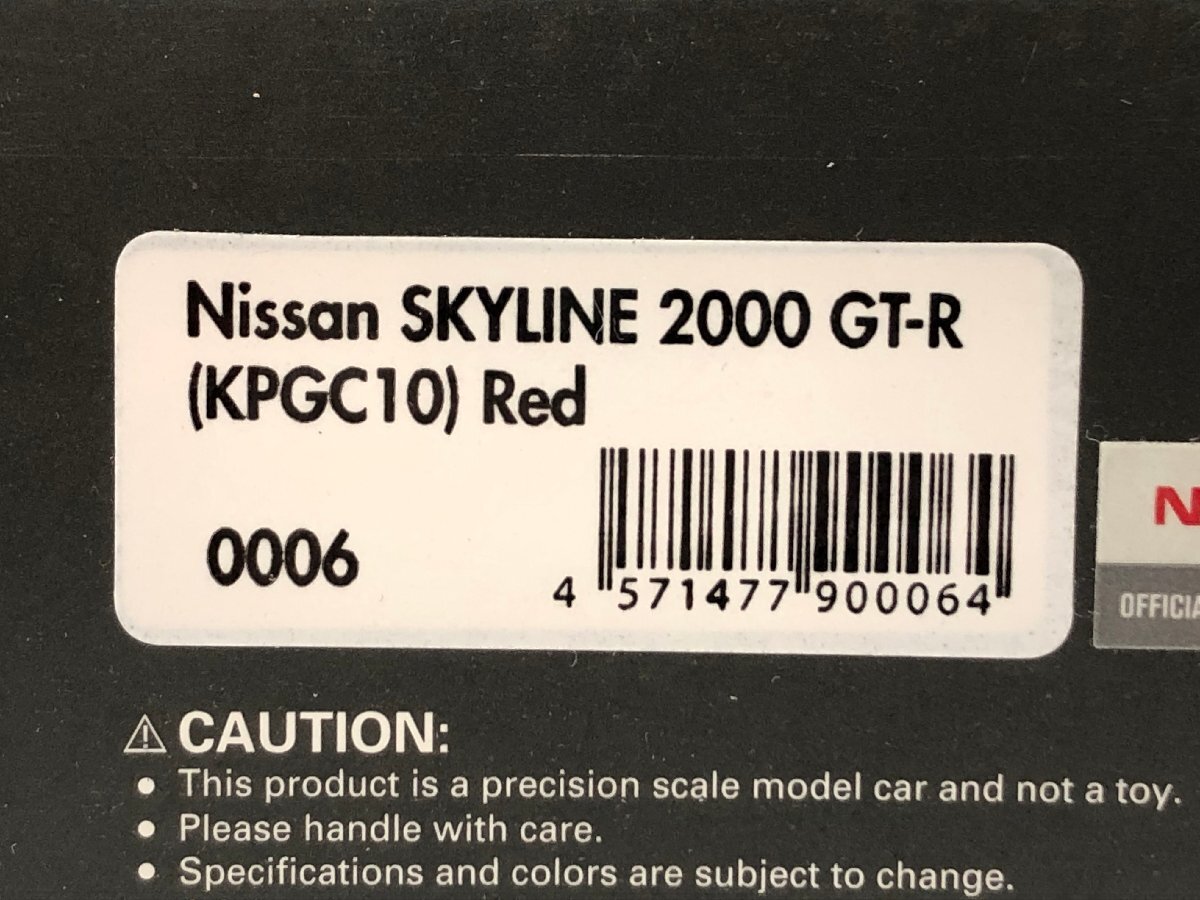 Nissan SKYLINE 2000 GT-R
(KPGC10) Red
0006
4 571477 900064
⚠ CAUTION:
• This product is a precision scale model car and not a toy.
• Please handle with care.
• Specifications and colors are subject to change.